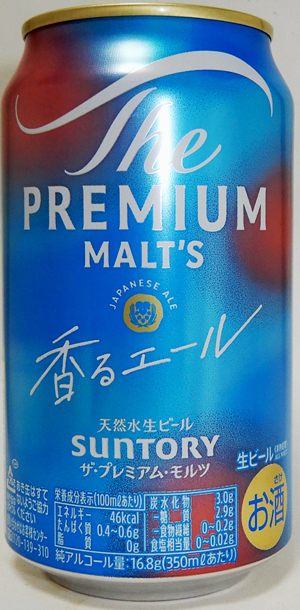 The
PREMIUM
MALT'S
JAPANESE ALE
香るエール
天然水生ビール
SUNTORY
ザ・プレミアム・モルツ
生ビール
さけ
お酒
栄養成分表示(100mlあたり)
エネルギー 46kcal
たんぱく質 0.4~0.6g
脂質 0g
炭水化物 3.0g
-糖質 2.9g
-食物繊維 0~0.2g
食塩相当量 0~0.02g
純アルコール量:16.8g(350mlあたり)